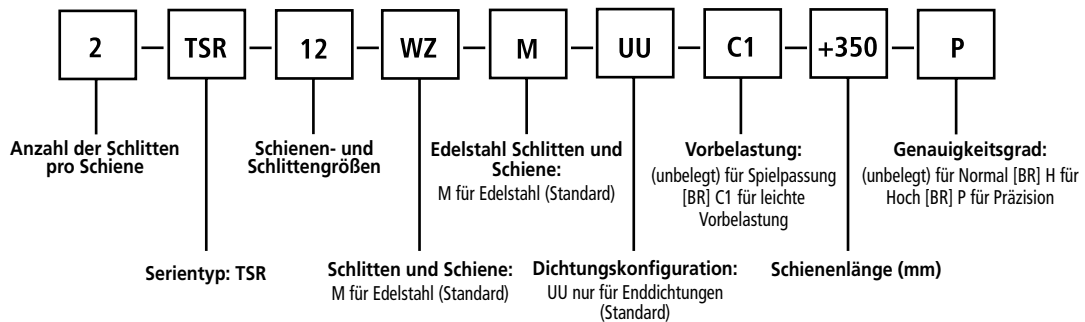 2 — TSR — 12 — WZ — M — UU — C1 — +350 — P
Anzahl der Schlitten
pro Schiene
Serientyp: TSR
Schienen- und
Schlittengrößen
Schlitten und Schiene:
M für Edelstahl (Standard)
Edelstahl Schlitten und
Schiene:
M für Edelstahl (Standard)
Dichtungskonfiguration:
UU nur für Enddichtungen
(Standard)
Vorbelastung:
(unbelegt) für Spielpassung
[BR] C1 für leichte
Vorbelastung
Schienenlänge (mm)
Genauigkeitsgrad:
(unbelegt) für Normal [BR] H für
Hoch [BR] P für Präzision